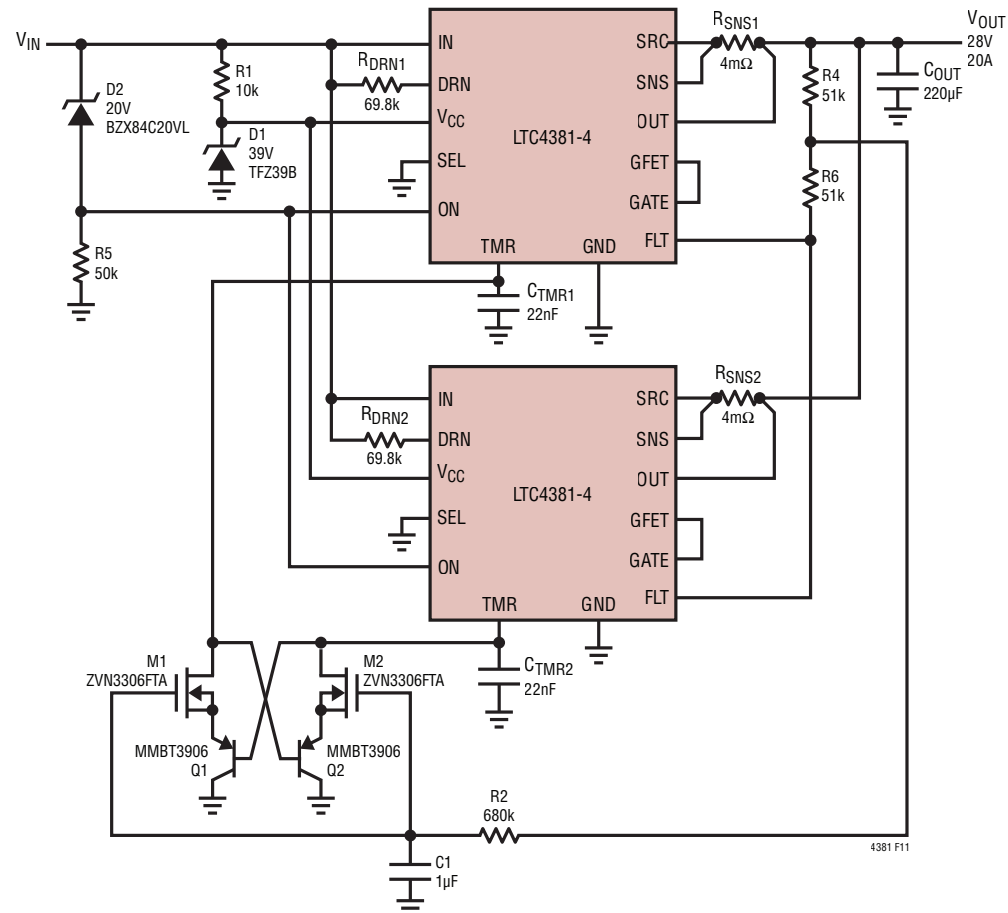 VIN
D2
20V
BZX84C20VL
R1
10k
D1
39V
TFZ39B
R5
50k
RDRN1
69.8k
IN
DRN
VCC
SEL
ON
TMR
GND
LTC4381-4
SRC
SNS
OUT
GFET
GATE
FLT
RSNS1
4mΩ
R4
51k
R6
51k
COUT
220µF
VOUT
28V
20A
CTMR1
22nF
RDRN2
69.8k
IN
DRN
VCC
SEL
ON
TMR
GND
LTC4381-4
SRC
SNS
OUT
GFET
GATE
FLT
RSNS2
4mΩ
CTMR2
22nF
M1
ZVN3306FTA
M2
ZVN3306FTA
MMBT3906
Q1
MMBT3906
Q2
R2
680k
C1
1µF
4381 F11